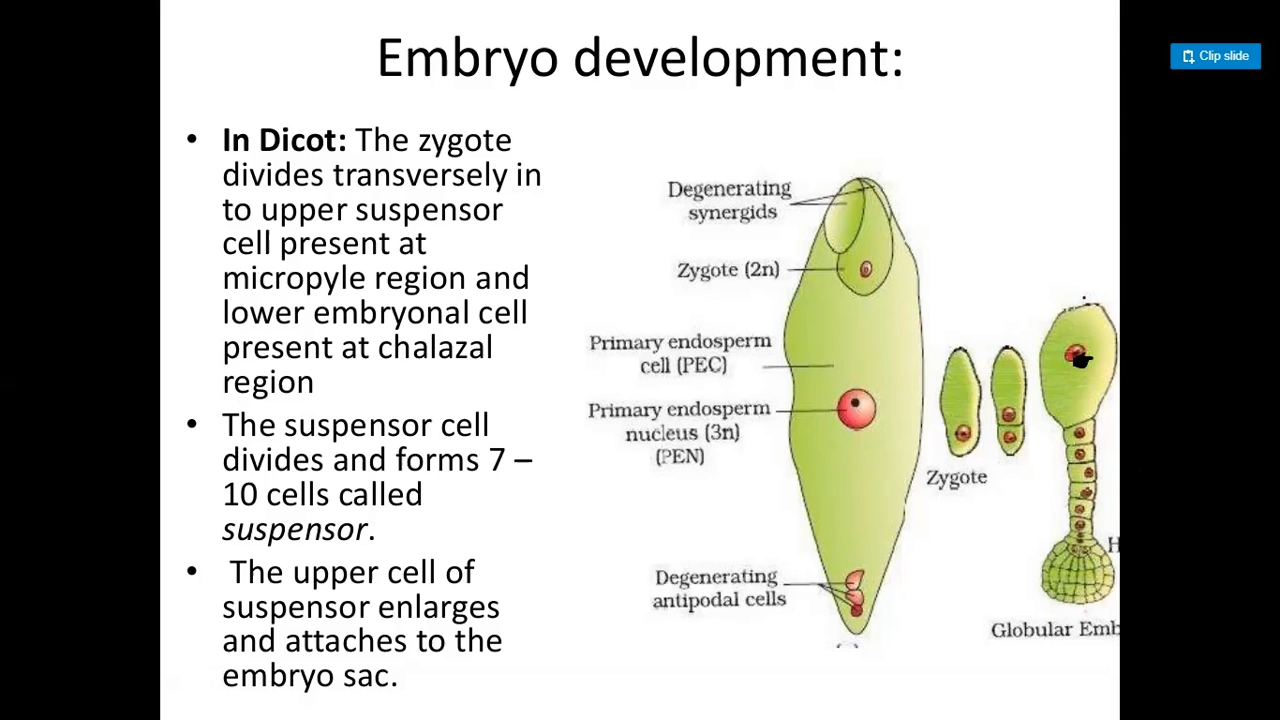 Embryo development:
Clip slide
• In Dicot: The zygote
divides transversely in
to upper suspensor
cell present at
micropyle region and
lower embryonal cell
present at chalazal
region
• The suspensor cell
divides and forms 7 –
10 cells called
suspensor.
• The upper cell of
suspensor enlarges
and attaches to the
embryo sac.
Degenerating
synergids
Zygote (2n)
Primary endosperm
cell (PEC)
Primary endosperm
nucleus (3n)
(PEN)
Degenerating
antipodal cells
Zygote
H
Globular Emb